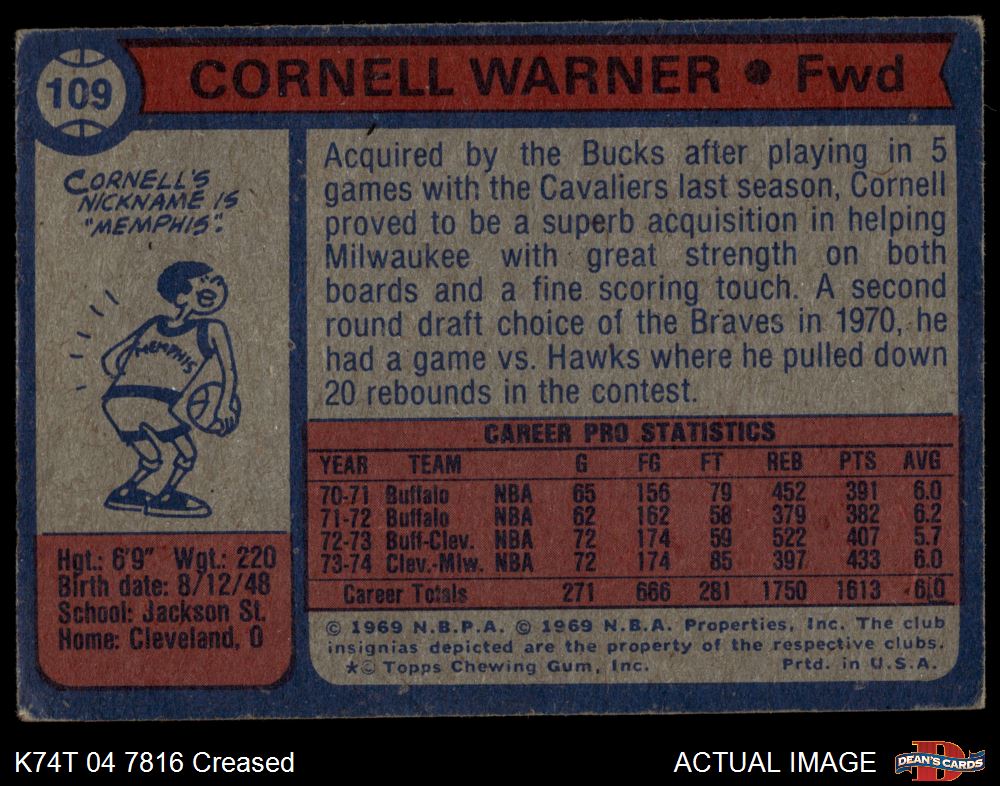 109
CORNELL WARNER • Fwd
CORNELL'S
NICKNAME IS
"MEMPHIS."
MEMPHIS
Acquired by the Bucks after playing in 5
games with the Cavaliers last season, Cornell
proved to be a superb acquisition in helping
Milwaukee with great strength on both
boards and a fine scoring touch. A second
round draft choice of the Braves in 1970, he
had a game vs. Hawks where he pulled down
20 rebounds in the contest.
CAREER PRO STATISTICS
YEAR TEAM G FG FT REB PTS AVG
70-71 Buffalo NBA 65 156 79 452 391 6.0
71-72 Buffalo NBA 62 162 58 379 382 6.2
72-73 Buff-Clev. NBA 72 174 59 522 407 5.7
73-74 Clev.-Mlw. NBA 72 174 85 397 433 6.0
Career Totals 271 666 281 1750 1613 6.0
Hgt.: 6'9" Wgt.: 220
Birth date: 8/12/48
School: Jackson St.
Home: Cleveland, O
© 1969 N.B.P.A. © 1969 N.B.A. Properties, Inc. The club
insignias depicted are the property of the respective clubs.
*© Topps Chewing Gum, Inc. Prtd. in U.S.A.
K74T 04 7816 Creased
ACTUAL IMAGE
D
DEAN'S CARDS